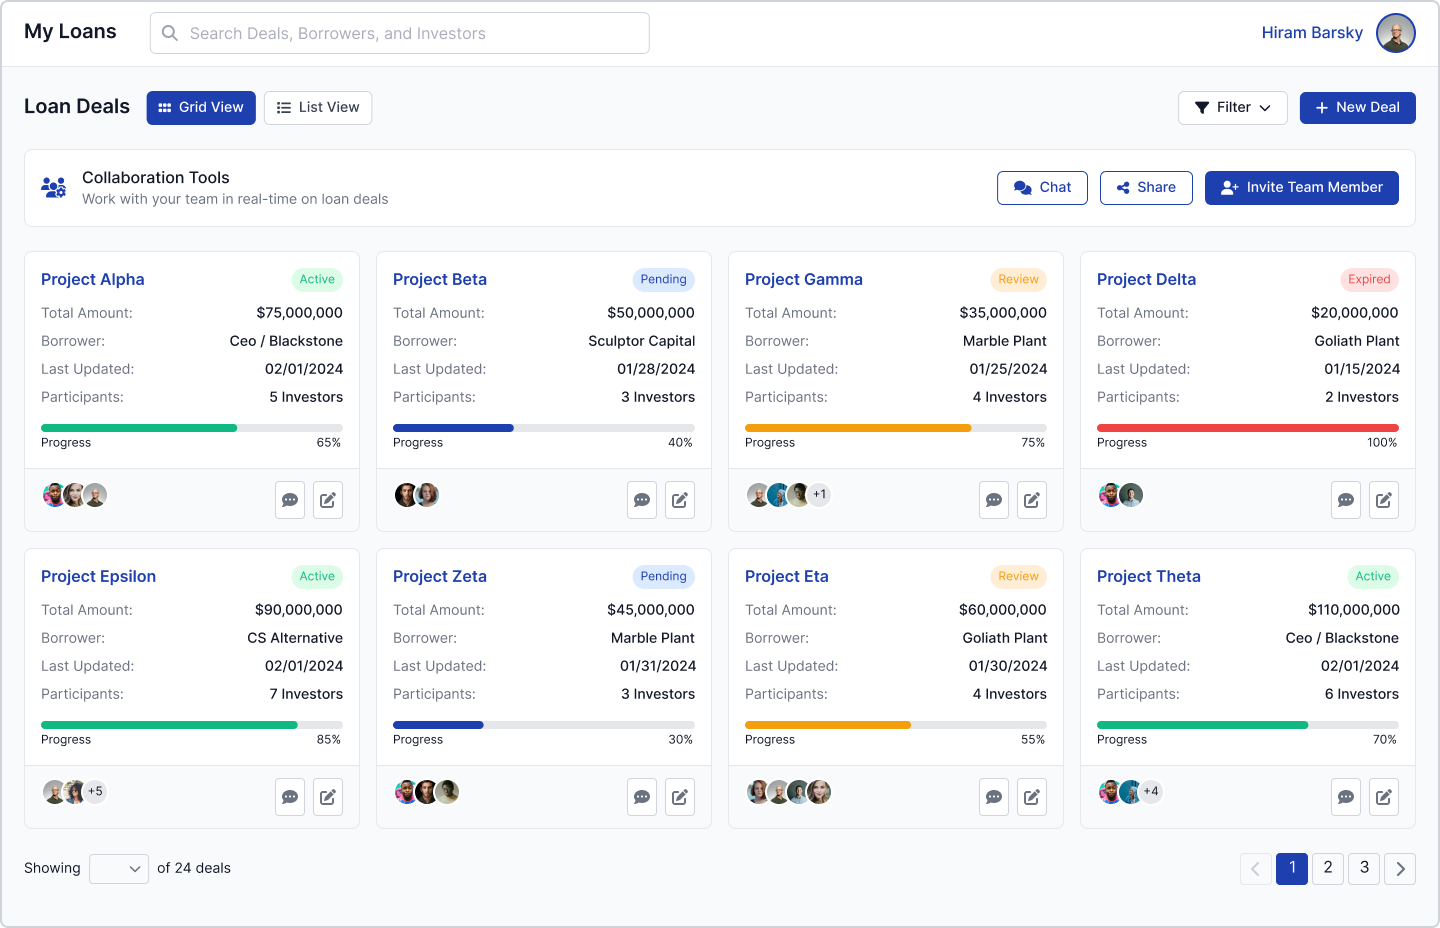 My Loans
Search Deals, Borrowers, and Investors
Hiram Barsky
Loan Deals
Grid View
List View
Filter
New Deal
Collaboration Tools
Work with your team in real-time on loan deals
Chat
Share
Invite Team Member
Project Alpha
Active
Total Amount: $75,000,000
Borrower: Ceo / Blackstone
Last Updated: 02/01/2024
Participants: 5 Investors
Progress 65%
Project Beta
Pending
Total Amount: $50,000,000
Borrower: Sculptor Capital
Last Updated: 01/28/2024
Participants: 3 Investors
Progress 40%
Project Gamma
Review
Total Amount: $35,000,000
Borrower: Marble Plant
Last Updated: 01/25/2024
Participants: 4 Investors
Progress 75%
+1
Project Delta
Expired
Total Amount: $20,000,000
Borrower: Goliath Plant
Last Updated: 01/15/2024
Participants: 2 Investors
Progress 100%
Project Epsilon
Active
Total Amount: $90,000,000
Borrower: CS Alternative
Last Updated: 02/01/2024
Participants: 7 Investors
Progress 85%
+5
Project Zeta
Pending
Total Amount: $45,000,000
Borrower: Marble Plant
Last Updated: 01/31/2024
Participants: 3 Investors
Progress 30%
Project Eta
Review
Total Amount: $60,000,000
Borrower: Goliath Plant
Last Updated: 01/30/2024
Participants: 4 Investors
Progress 55%
Project Theta
Active
Total Amount: $110,000,000
Borrower: Ceo / Blackstone
Last Updated: 02/01/2024
Participants: 6 Investors
Progress 70%
+4
Showing of 24 deals
1 2 3